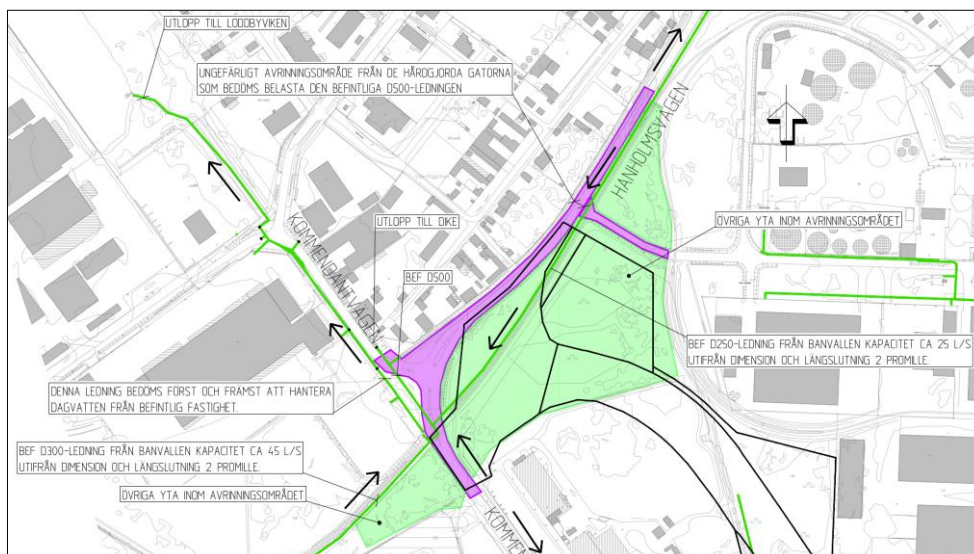 UTLOPP TILL LODDBYVIKEN
UNGEFÄRLIGT AVRINNINGSOMRÅDE FRÅN DE HÅRDGJORDA GATORNA
SOM BEDÖMS BELASTA DEN BEFINTLIGA D500-LEDNINGEN
HANHOLMSVÄGEN
KOMMENDANTVÄGEN
UTLOPP TILL DIKE
ÖVRIGA YTA INOM AVRINNINGSOMRÅDET
BEF D500
BEF D250-LEDNING FRÅN BANVALLEN KAPACITET CA 25 L/S
UTIFRÅN DIMENSION OCH LÄNGSLUTNING 2 PROMILLE.
DENNA LEDNING BEDÖMS FÖRST OCH FRÄMST ATT HANTERA
DAGVATTEN FRÅN BEFINTLIG FASTIGHET.
BEF D300-LEDNING FRÅN BANVALLEN KAPACITET CA 45 L/S
UTIFRÅN DIMENSION OCH LÄNGSLUTNING 2 PROMILLE.
ÖVRIGA YTA INOM AVRINNINGSOMRÅDET
KOMMEN